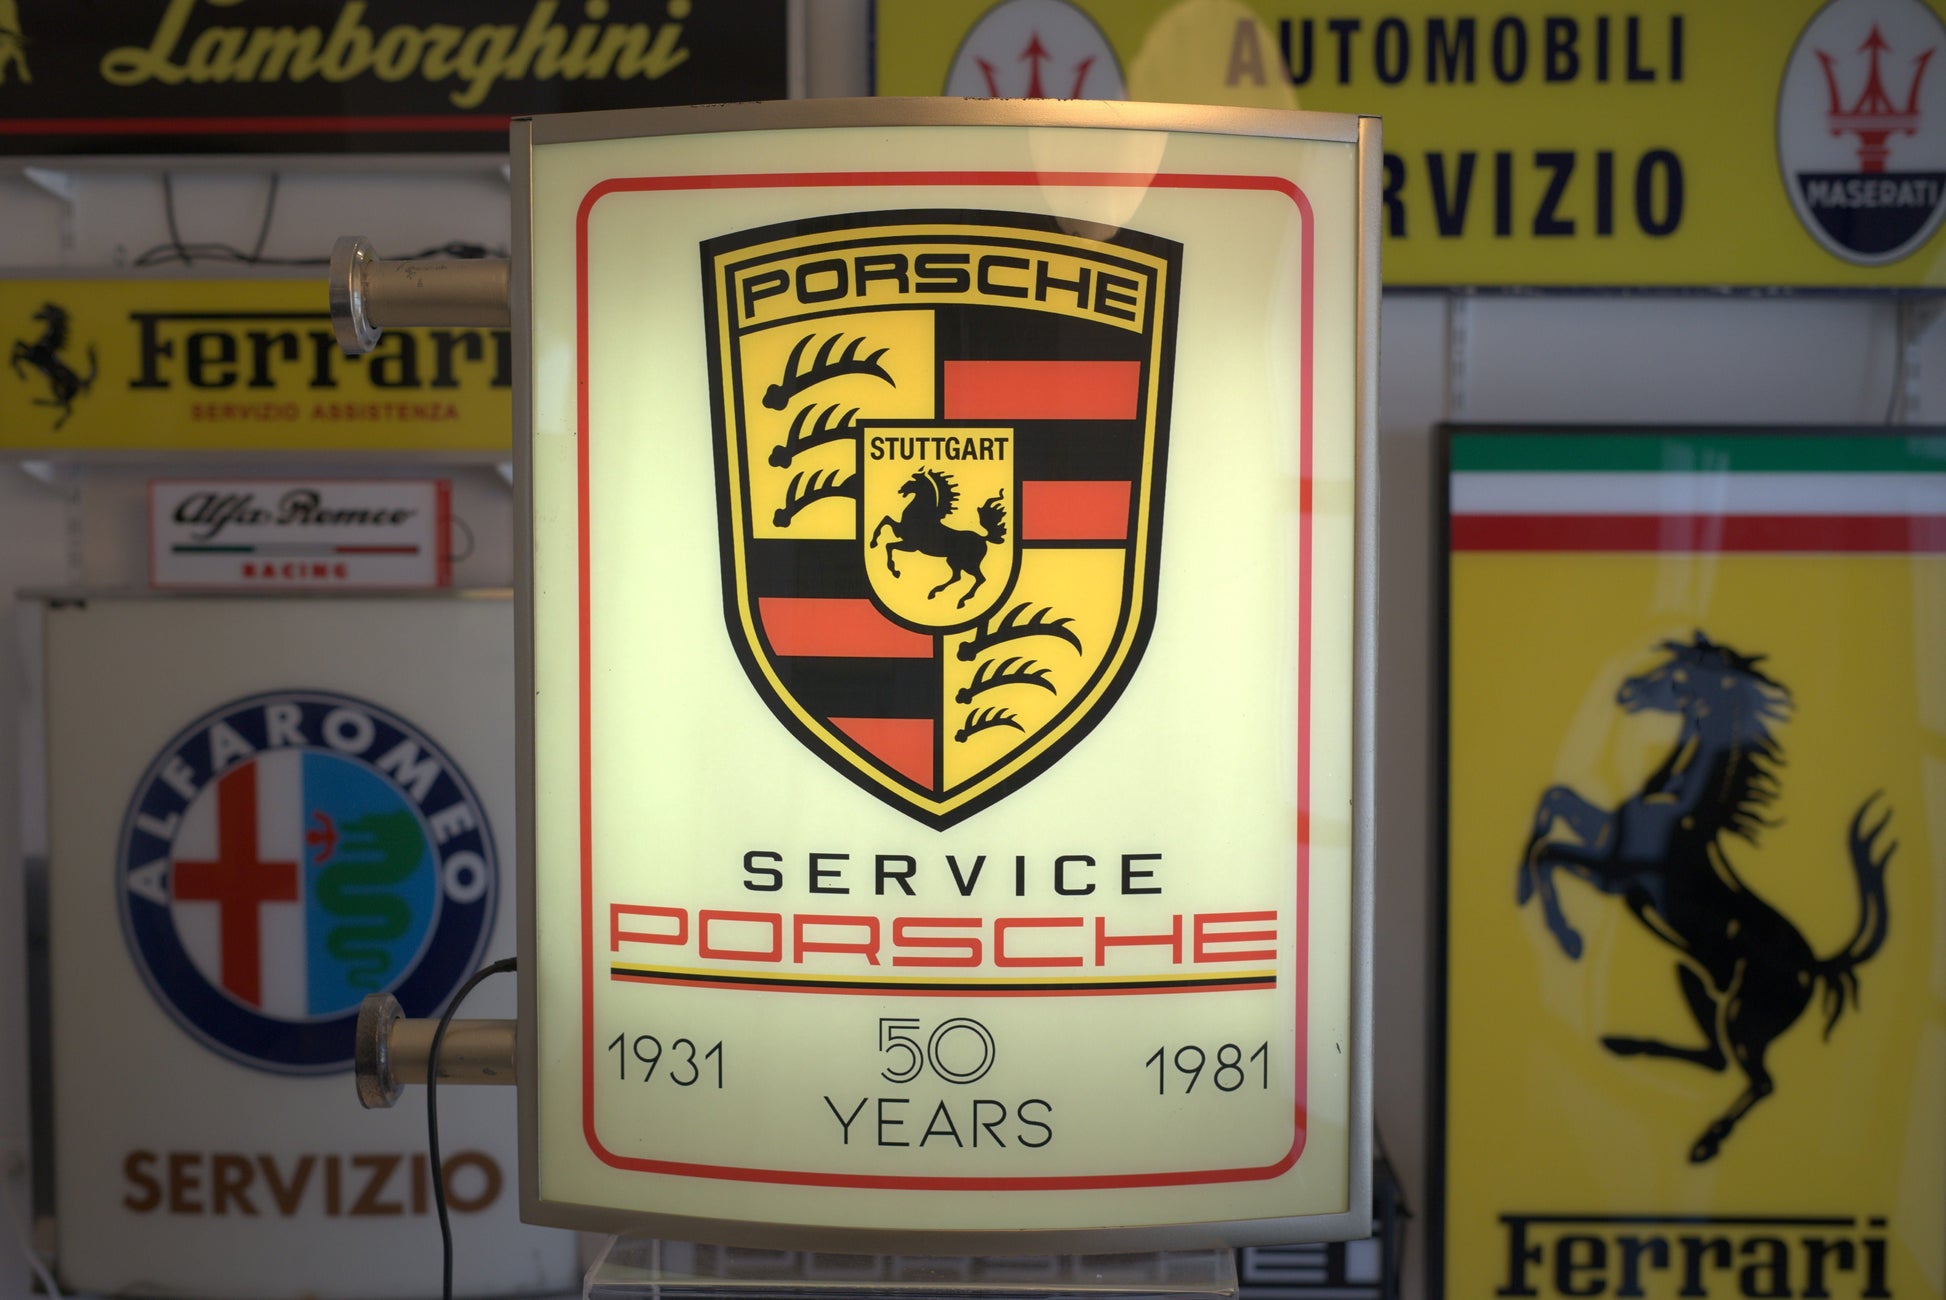 Lamborghini
AUTOMOBILI
RVIZIO
MASERATI
Ferrari
SERVIZIO ASSISTENZA
Alfa Romeo
RACING
ALFA ROMEO
SERVIZIO
PORSCHE
STUTTGART
SERVICE
PORSCHE
1931 50 1981
YEARS
Ferrari